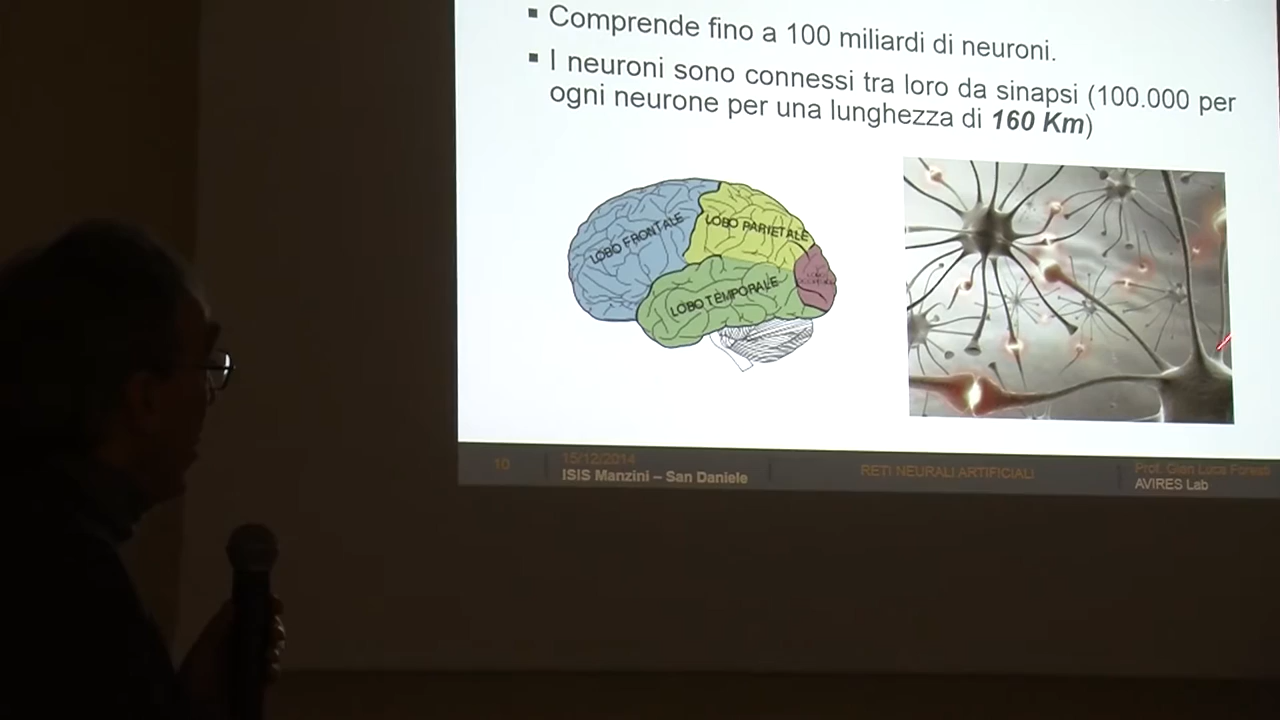 Comprende fino a 100 miliardi di neuroni.
I neuroni sono connessi tra loro da sinapsi (100.000 per
ogni neurone per una lunghezza di 160 Km)
LOBO FRONTALE
LOBO PARIETALE
LOBO TEMPORALE
10
15/12/2014
ISIS Manzini – San Daniele
RETI NEURALI ARTIFICIALI
Prof. Gian Luca Foresti
AVIRES Lab